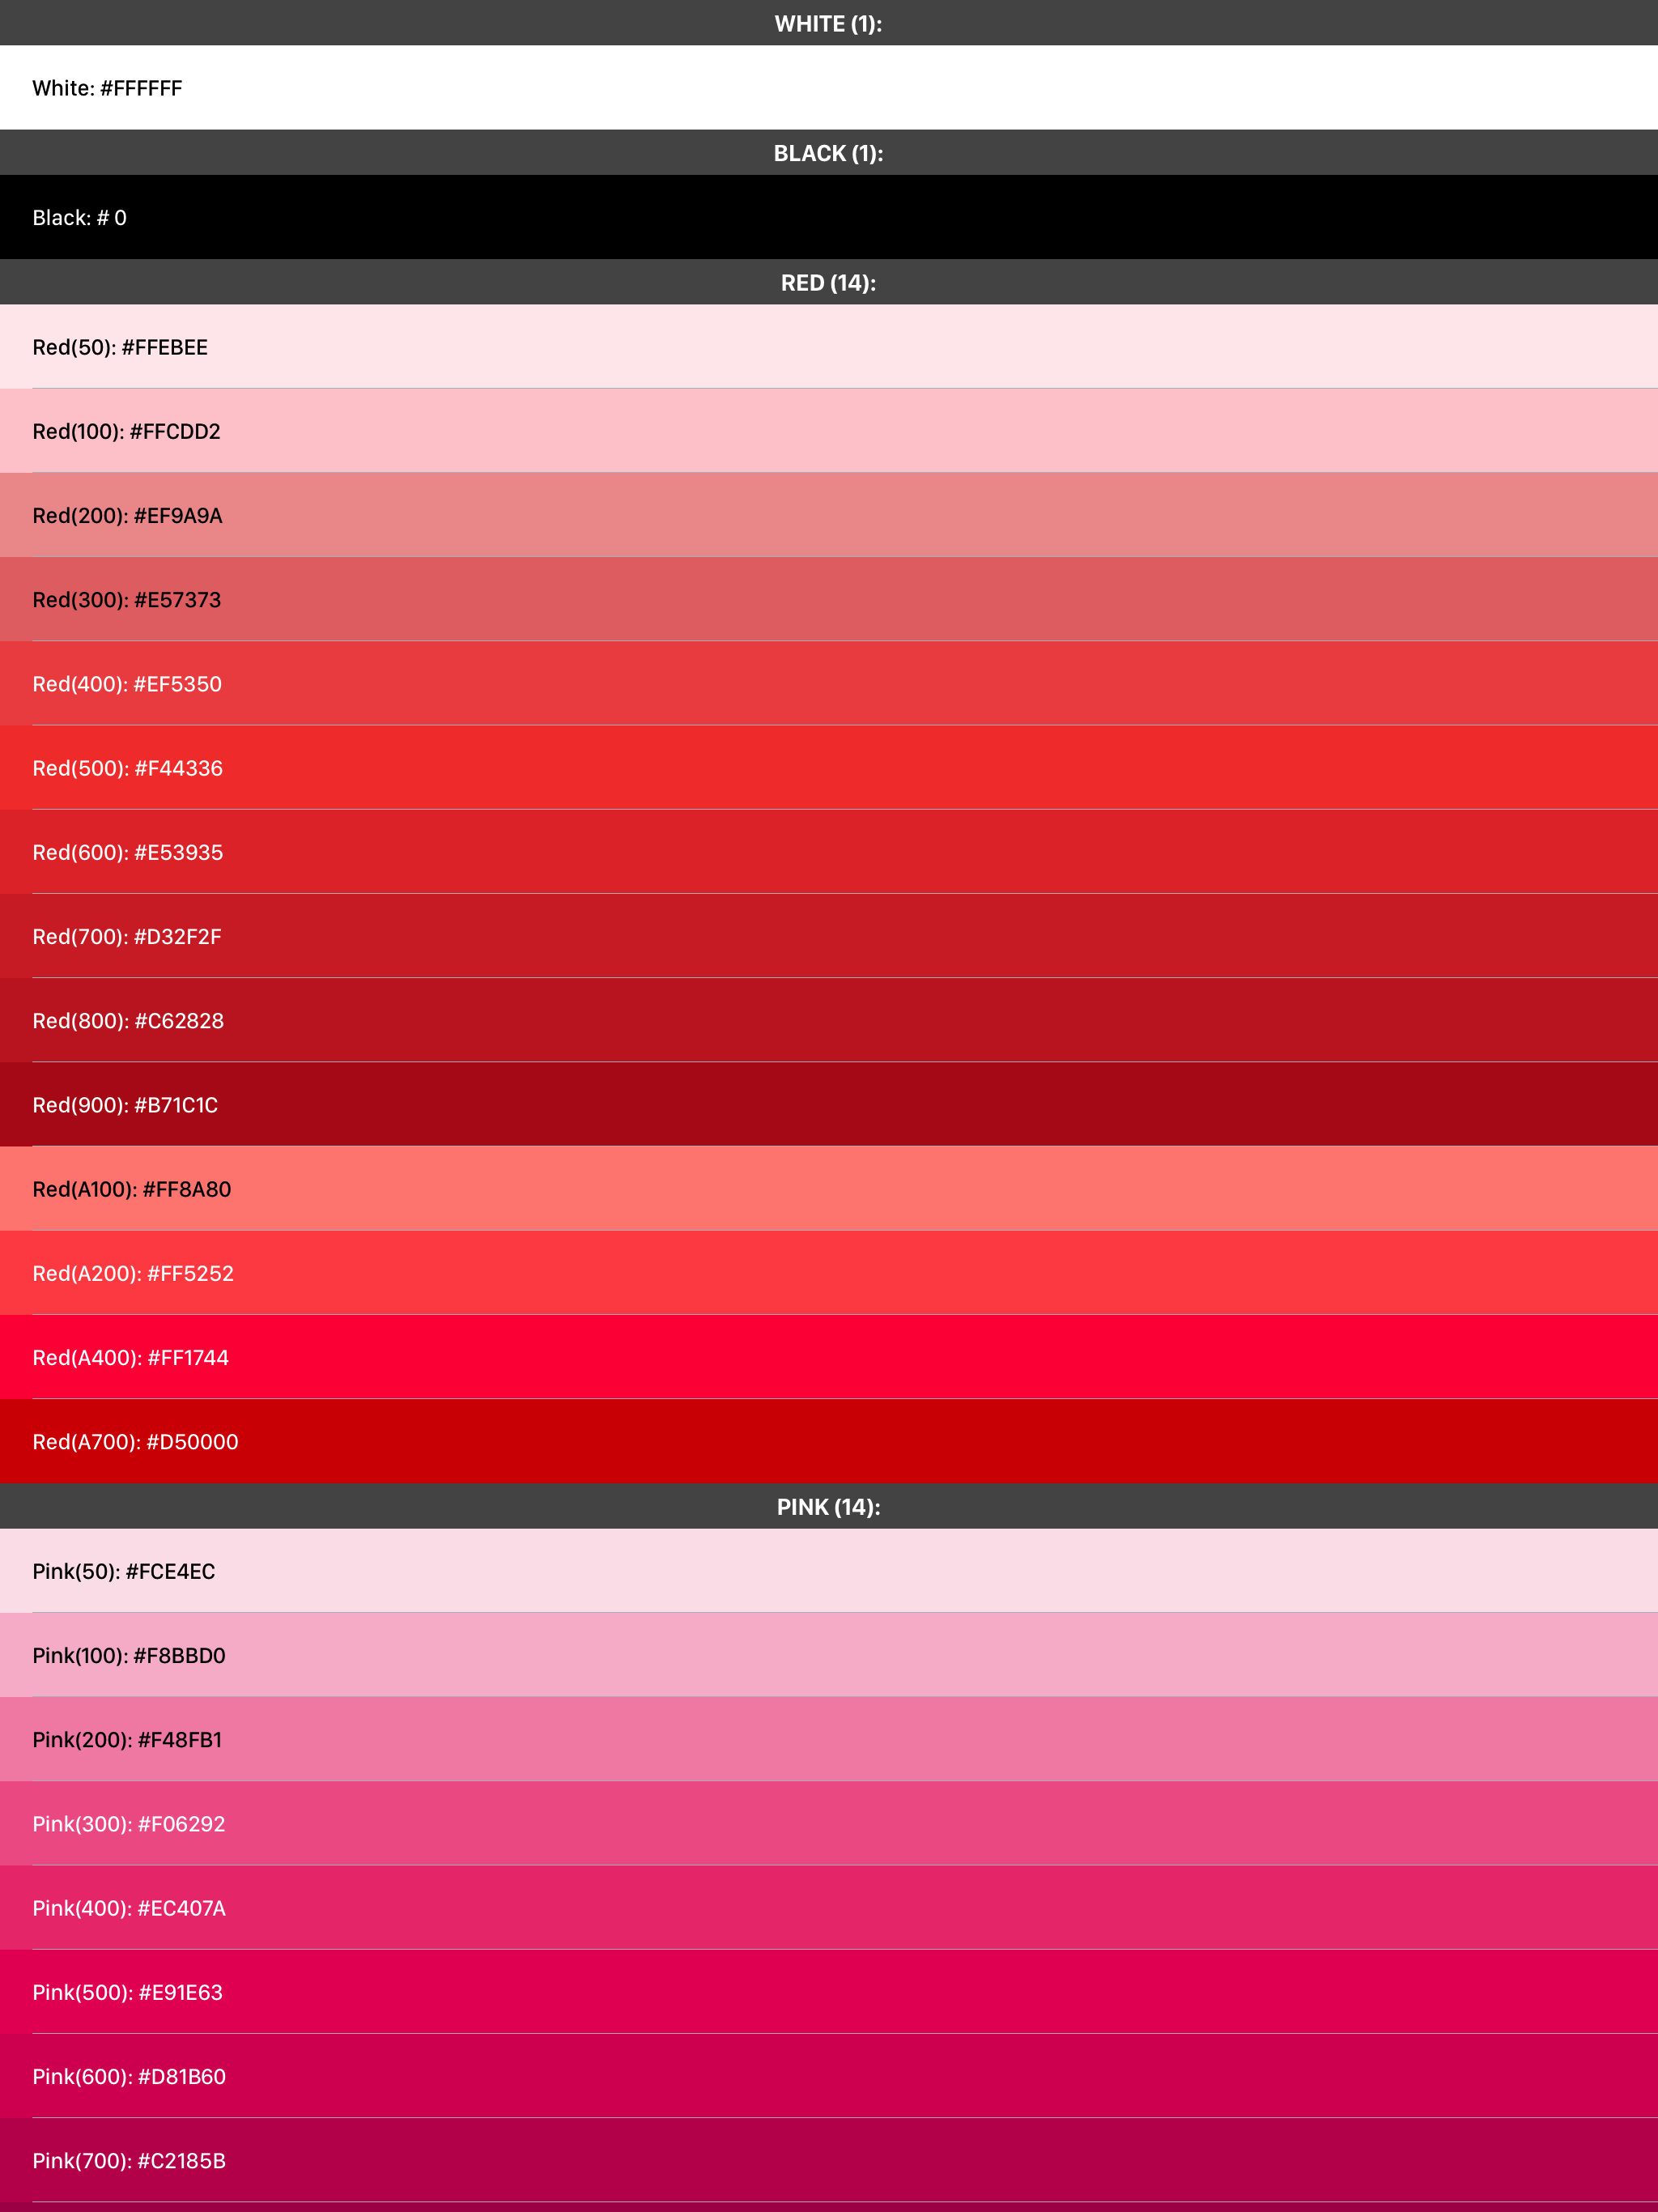 WHITE (1):
White: #FFFFFF
BLACK (1):
Black: # 0
RED (14):
Red(50): #FFEBEE
Red(100): #FFCDD2
Red(200): #EF9A9A
Red(300): #E57373
Red(400): #EF5350
Red(500): #F44336
Red(600): #E53935
Red(700): #D32F2F
Red(800): #C62828
Red(900): #B71C1C
Red(A100): #FF8A80
Red(A200): #FF5252
Red(A400): #FF1744
Red(A700): #D50000
PINK (14):
Pink(50): #FCE4EC
Pink(100): #F8BBD0
Pink(200): #F48FB1
Pink(300): #F06292
Pink(400): #EC407A
Pink(500): #E91E63
Pink(600): #D81B60
Pink(700): #C2185B